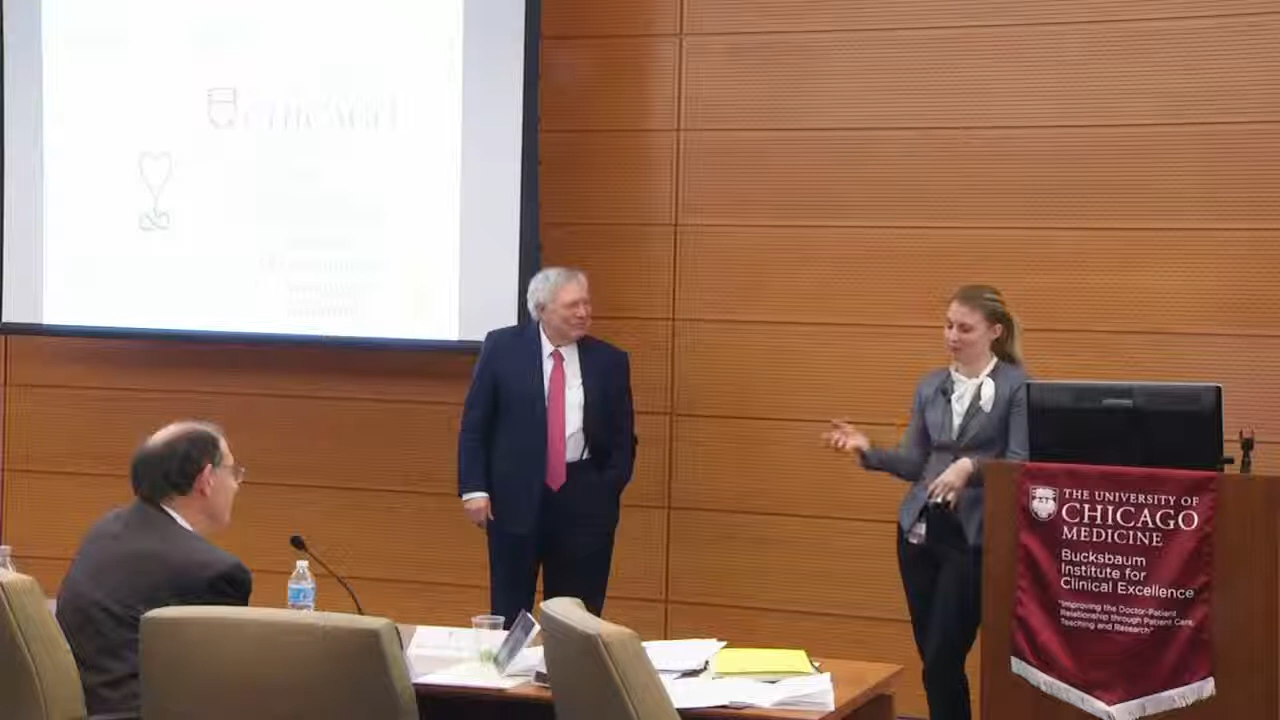 THE UNIVERSITY OF
CHICAGO
MEDICINE
Bucksbaum
Institute for
Clinical Excellence
"Improving the Doctor-Patient
Relationship through Patient Care,
Teaching and Research"